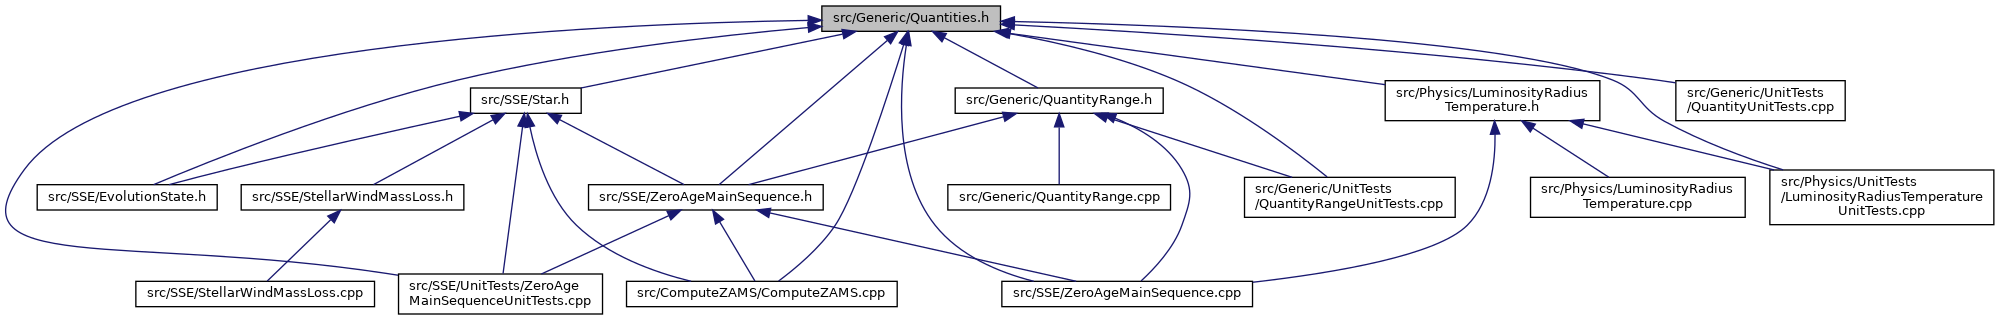 src/Generic/Quantities.h
src/SSE/Star.h
src/Generic/QuantityRange.h
src/Physics/LuminosityRadius
Temperature.h
src/Generic/UnitTests
/QuantityUnitTests.cpp
src/SSE/EvolutionState.h
src/SSE/StellarWindMassLoss.h
src/SSE/ZeroAgeMainSequence.h
src/Generic/QuantityRange.cpp
src/Generic/UnitTests
/QuantityRangeUnitTests.cpp
src/Physics/LuminosityRadius
Temperature.cpp
src/Physics/UnitTests
/LuminosityRadiusTemperature
UnitTests.cpp
src/SSE/StellarWindMassLoss.cpp
src/SSE/UnitTests/ZeroAge
MainSequenceUnitTests.cpp
src/ComputeZAMS/ComputeZAMS.cpp
src/SSE/ZeroAgeMainSequence.cpp